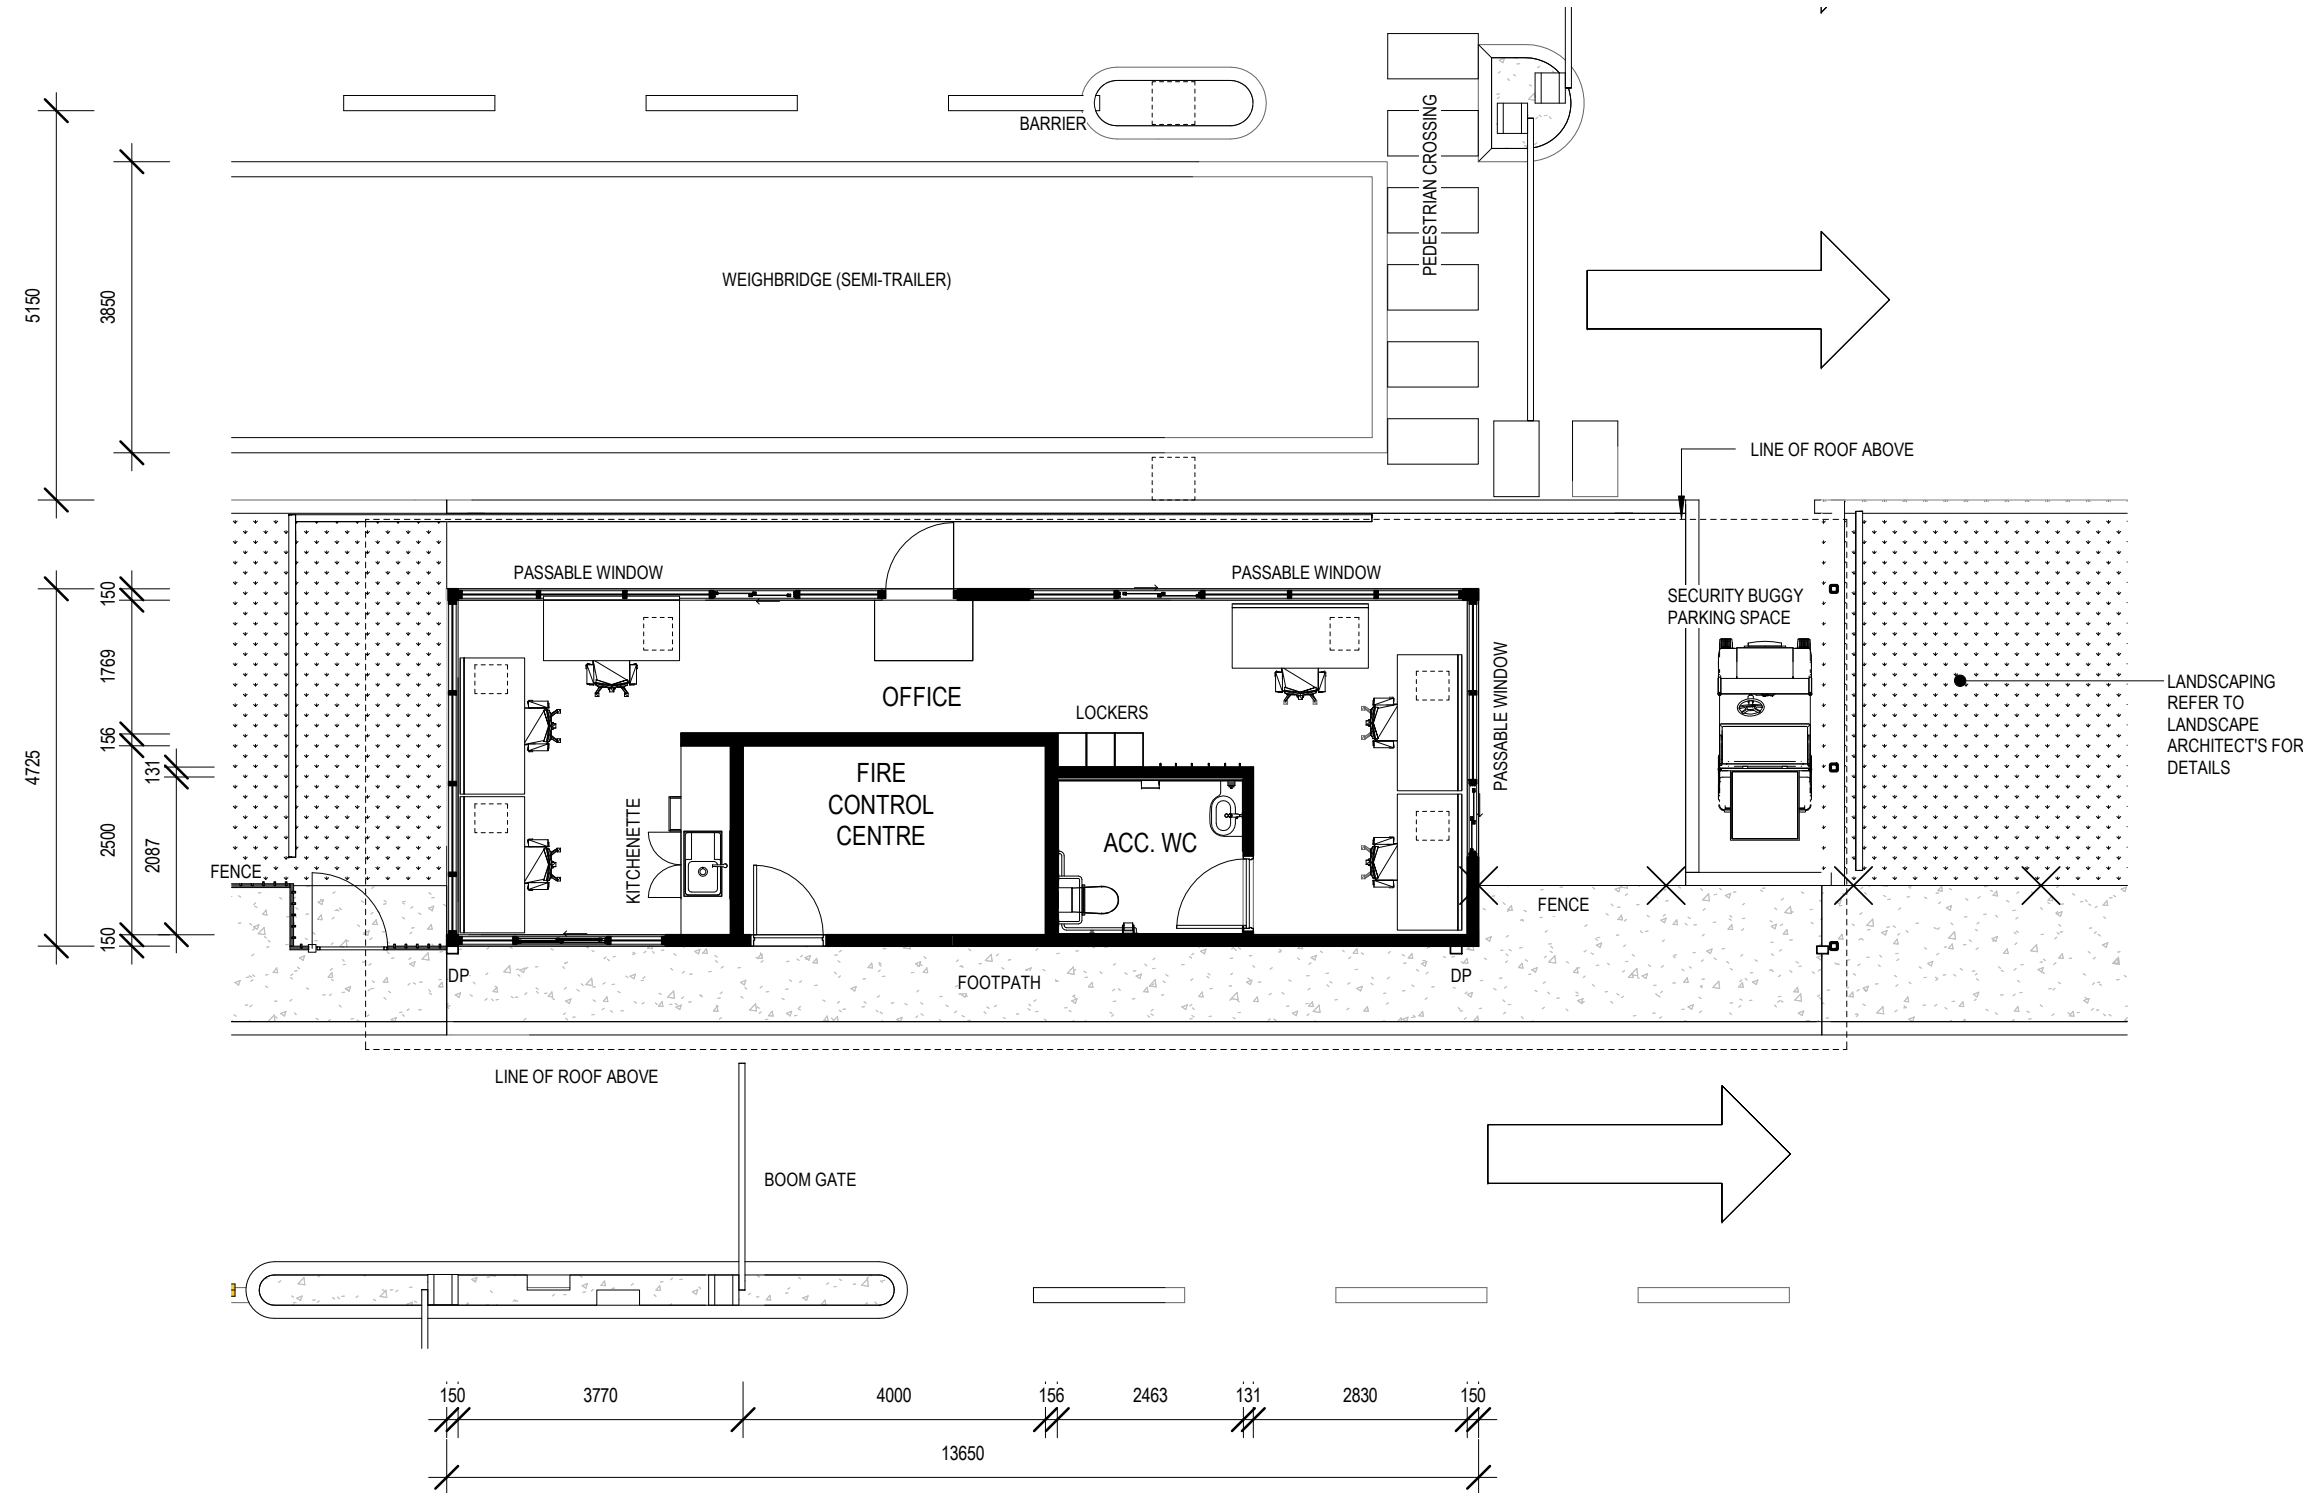 BARRIER
PEDESTRIAN CROSSING
WEIGHBRIDGE (SEMI-TRAILER)
5150
3850
LINE OF ROOF ABOVE
PASSABLE WINDOW
PASSABLE WINDOW
SECURITY BUGGY
PARKING SPACE
150
1769
156
131
4725
2500
2087
150
OFFICE
LOCKERS
PASSABLE WINDOW
LANDSCAPING
REFER TO
LANDSCAPE
ARCHITECT'S FOR
DETAILS
FIRE
CONTROL
CENTRE
KITCHENETTE
ACC. WC
FENCE
FENCE
DP
FOOTPATH
DP
LINE OF ROOF ABOVE
BOOM GATE
150
3770
4000
156
2463
131
2830
150
13650